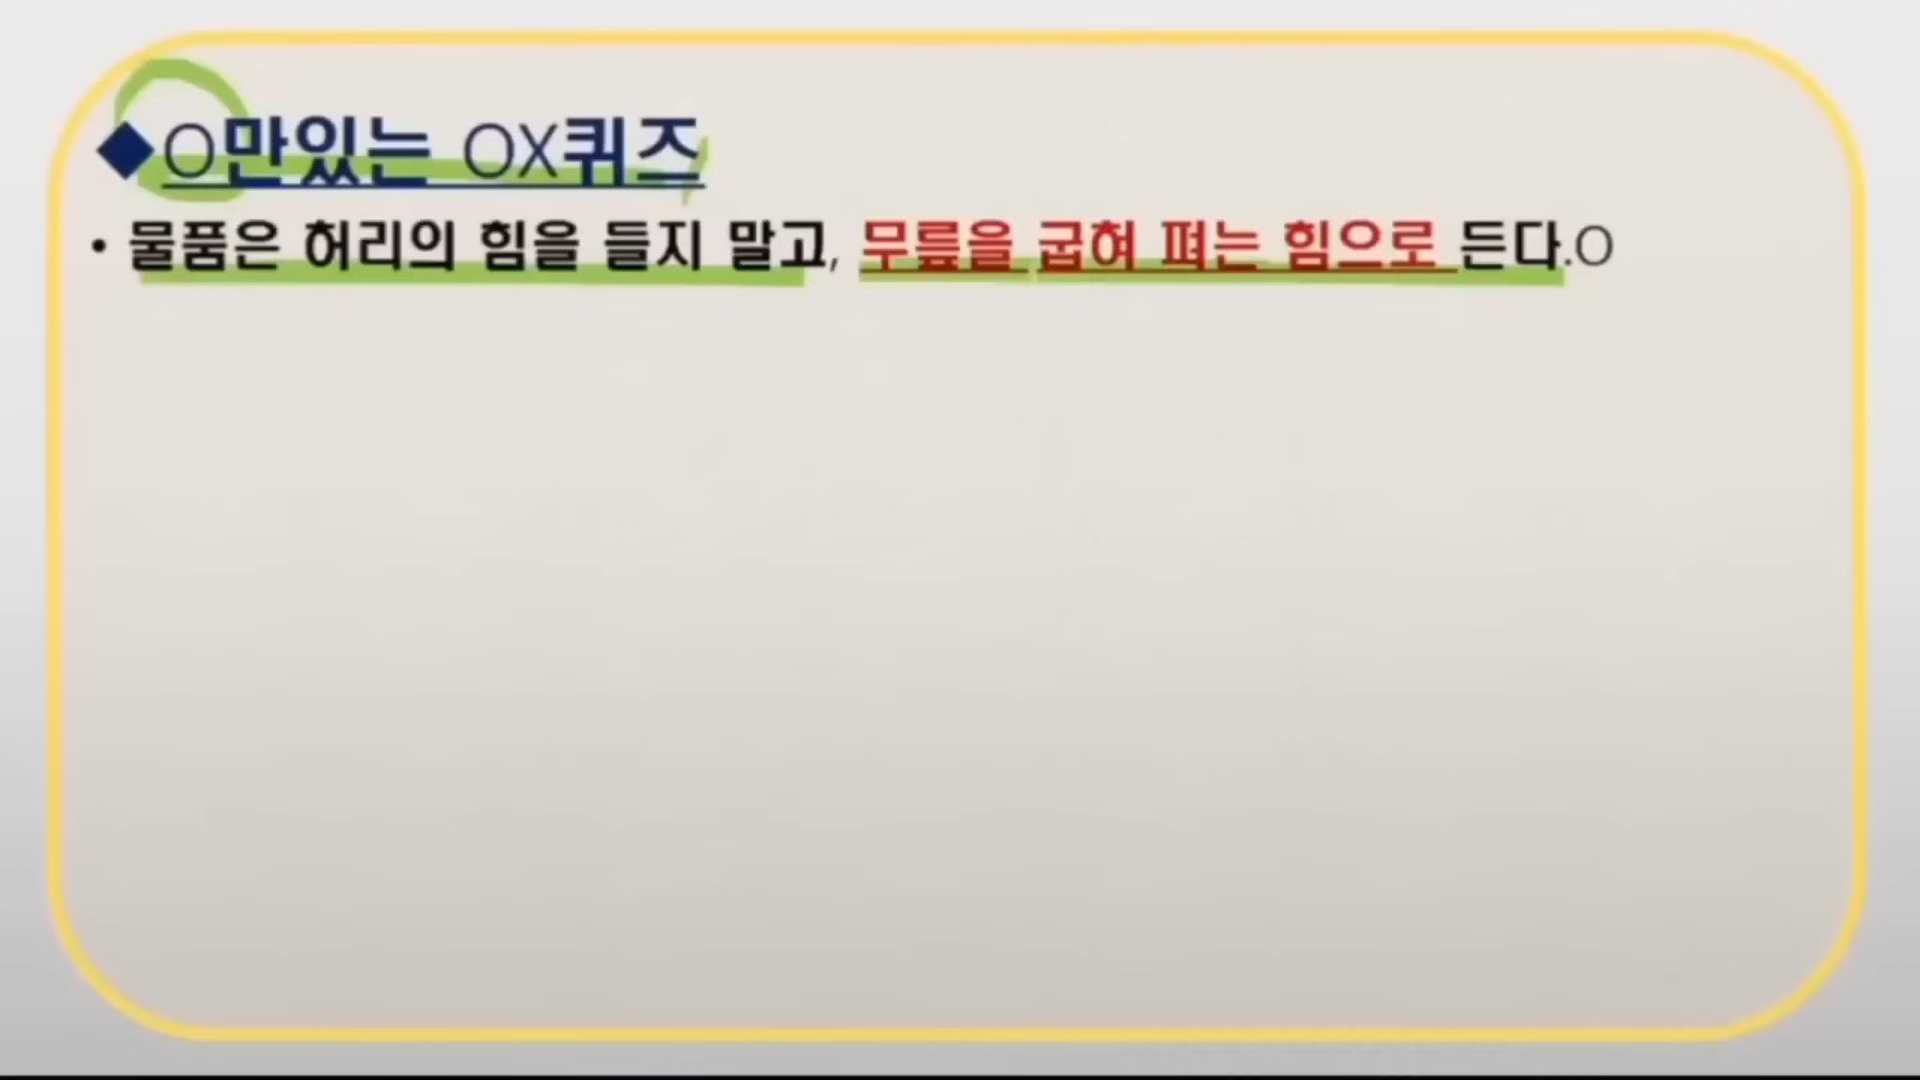 ◆O만있는 OX퀴즈
• 물품은 허리의 힘을 들지 말고, 무릎을 굽혀 펴는 힘으로 든다.O